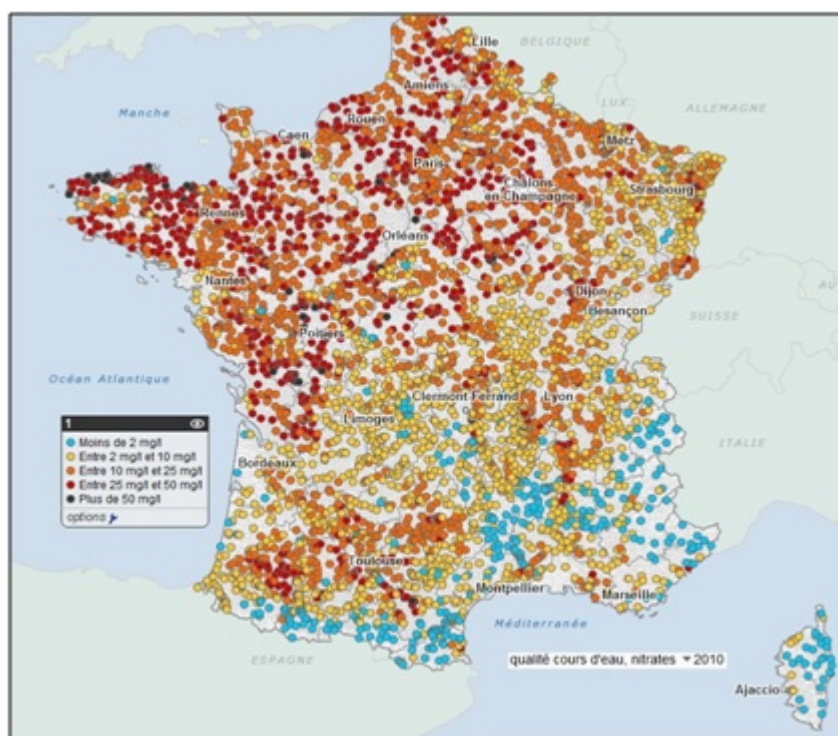 Lille
BELGIQUE
Amiens
LUX.
ALLEMAGNE
Manche
Rouen
Caen
Metz
Paris
Châlons
en-Champagne
Strasbourg
Rennes
Orléans
Nantes
Dijon
Besançon
AU
SUISSE
Poitiers
Océan Atlantique
Clermont-Ferrand
Lyon
Limoges
1
Moins de 2 mg/l
Entre 2 mg/l et 10 mg/l
Entre 10 mg/l et 25 mg/l
Entre 25 mg/l et 50 mg/l
Plus de 50 mg/l
options
ITALIE
Bordeaux
Toulouse
Montpellier
Marseille
Méditerranée
ESPAGNE
qualité cours d'eau, nitrates 2010
Ajaccio